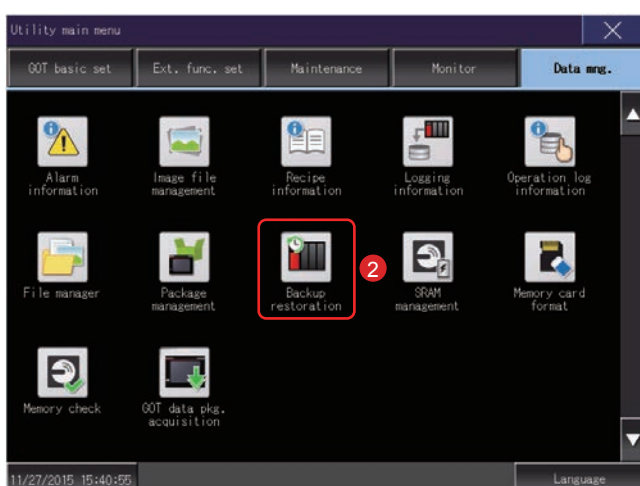 Utility main menu
GOT basic set
Ext. func. set
Maintenance
Monitor
Data mng.
Alarm
information
Image file
management
Recipe
information
Logging
information
Operation log
information
File manager
Package
management
Backup
restoration
2
SRAM
management
Memory card
format
Memory check
GOT data pkg.
acquisition
11/27/2015 15:40:55
Language